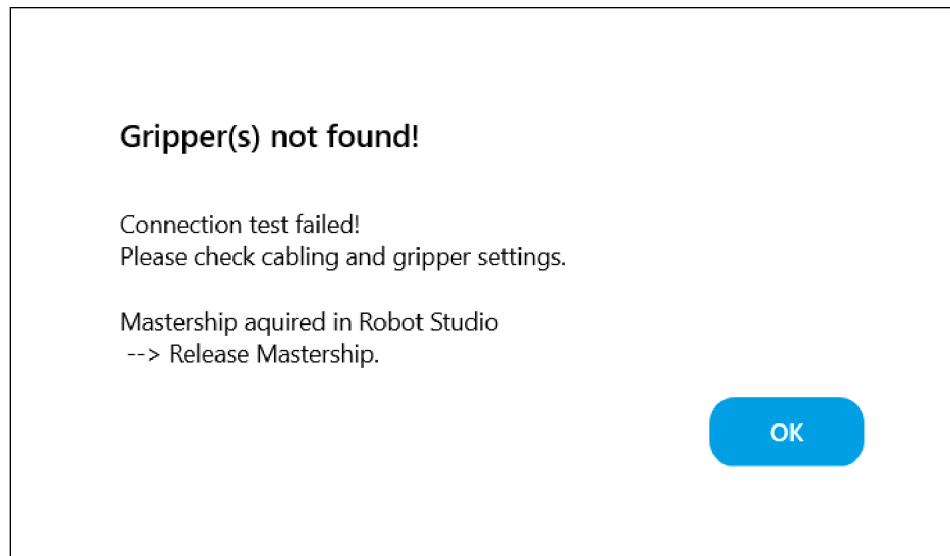 Gripper(s) not found!
Connection test failed!
Please check cabling and gripper settings.
Mastership aquired in Robot Studio
--> Release Mastership.
OK